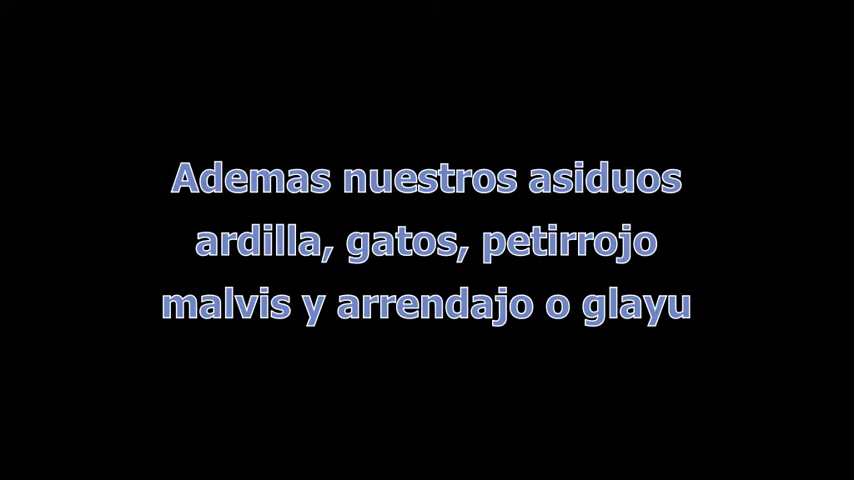 Ademas nuestros asiduos
ardilla, gatos, petirrojo
malvis y arrendajo o glayu